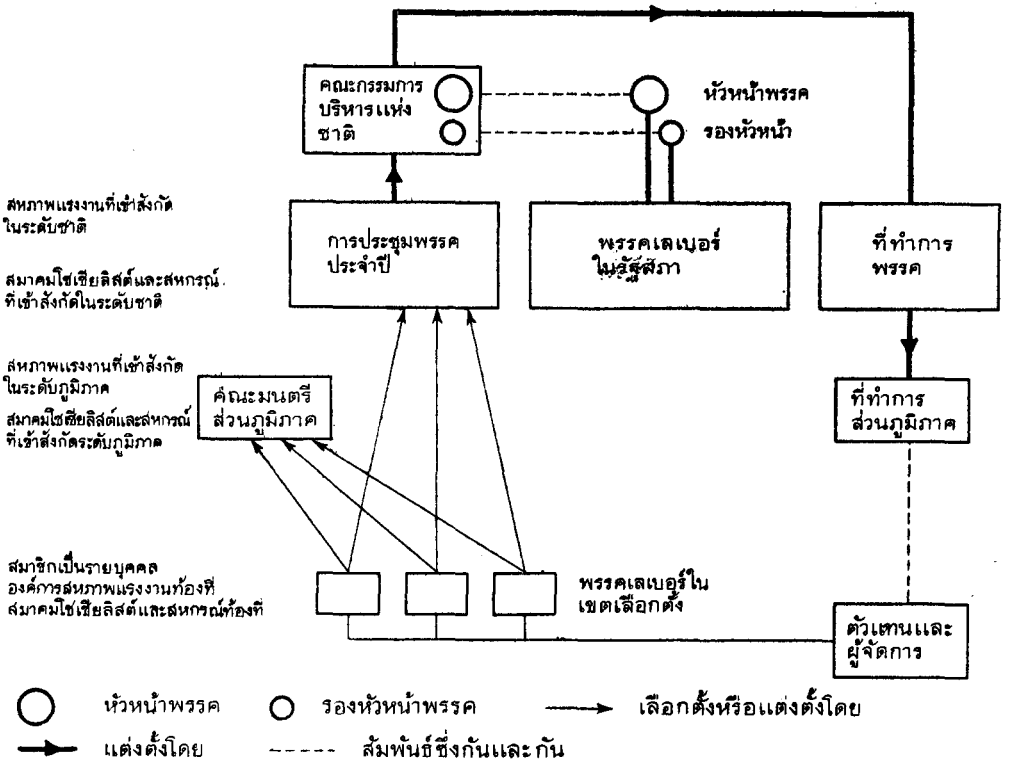 คณะกรรมการ
บริหารแห่ง
ชาติ
หัวหน้าพรรค
รองหัวหน้า
สหภาพแรงงานที่เข้าสังกัด
ในระดับชาติ
สมาคมโซเชียลิสต์และสหกรณ์
ที่เข้าสังกัดในระดับชาติ
การประชุมพรรค
ประจำปี
พรรคเลเบอร์
ในรัฐสภา
ที่ทำการ
พรรค
สหภาพแรงงานที่เข้าสังกัด
ในระดับภูมิภาค
สมาคมโซเซียลิสต์และสหกรณ์
ที่เข้าสังกัดระดับภูมิภาค
คณะมนตรี
ส่วนภูมิภาค
ที่ทำการ
ส่วนภูมิภาค
สมาชิกเป็นรายบุคคล
องค์การสหภาพแรงงานท้องที่
สมาคมโซเชียลิสต์และสหกรณ์ท้องที่
พรรคเลเบอร์ใน
เขตเลือกตั้ง
ตัวแทนและ
ผู้จัดการ
หัวหน้าพรรค
รองหัวหน้าพรรค
เลือกตั้งหรือแต่งตั้งโดย
แต่งตั้งโดย
สัมพันธ์ซึ่งกันและกัน